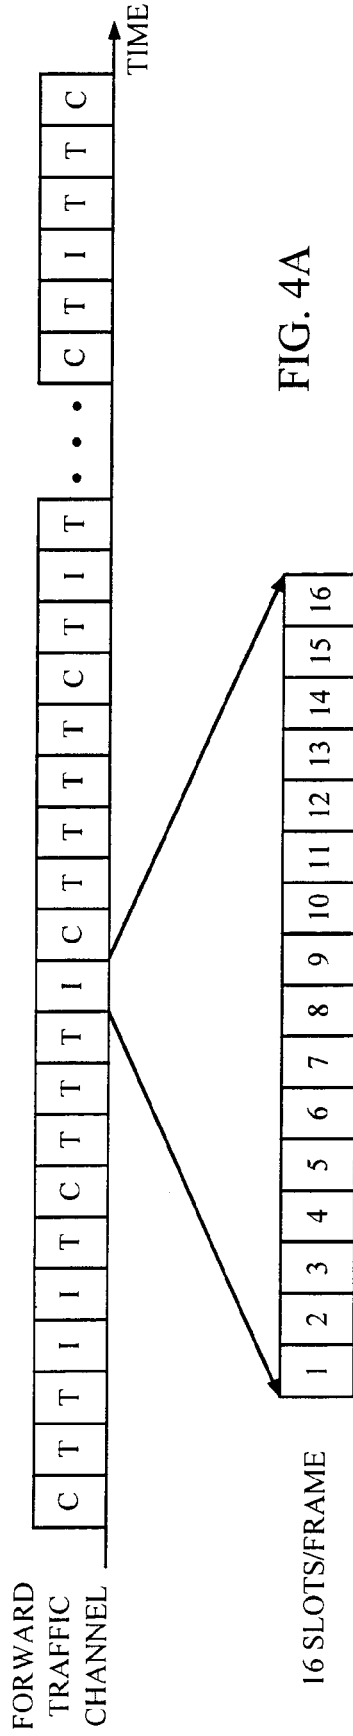 FORWARD
TRAFFIC
CHANNEL
C T T I I T C T T T I C T T T T C T I T • • • C T I T T C
TIME
16 SLOTS/FRAME
1 2 3 4 5 6 7 8 9 10 11 12 13 14 15 16
FIG. 4A